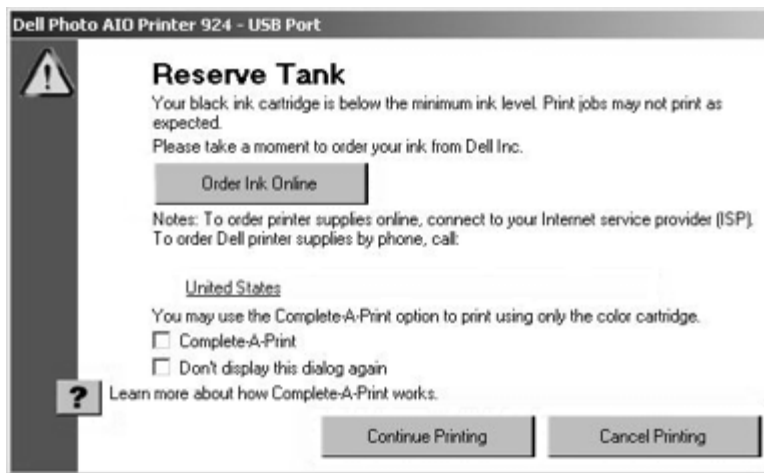 Dell Photo AIO Printer 924 - USB Port
Reserve Tank
Your black ink cartridge is below the minimum ink level. Print jobs may not print as
expected.
Please take a moment to order your ink from Dell Inc.
Order Ink Online
Notes: To order printer supplies online, connect to your Internet service provider (ISP).
To order Dell printer supplies by phone, call:
United States
You may use the Complete-A-Print option to print using only the color cartridge.
Complete-A-Print
Don't display this dialog again
? Learn more about how Complete-A-Print works.
Continue Printing Cancel Printing